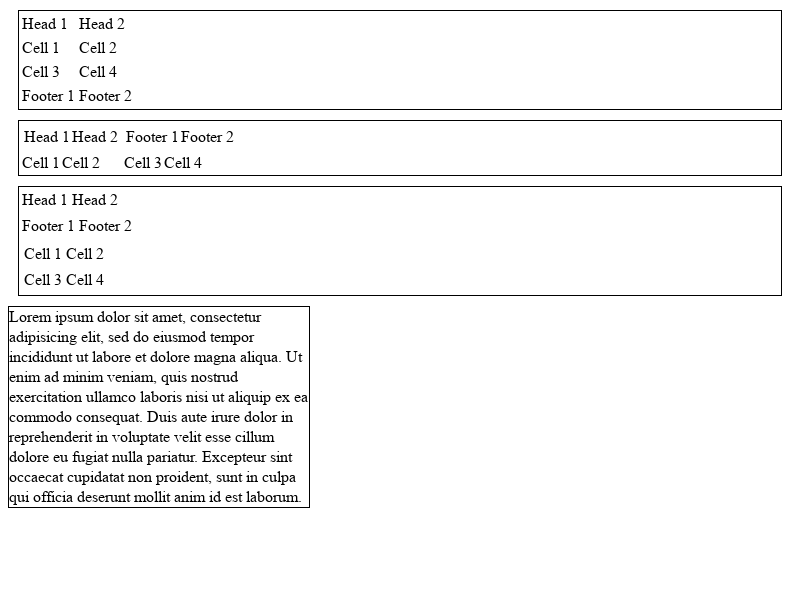 Head 1 Head 2
Cell 1 Cell 2
Cell 3 Cell 4
Footer 1 Footer 2
Head 1 Head 2 Footer 1 Footer 2
Cell 1 Cell 2 Cell 3 Cell 4
Head 1 Head 2
Footer 1 Footer 2
Cell 1 Cell 2
Cell 3 Cell 4
Lorem ipsum dolor sit amet, consectetur
adipisicing elit, sed do eiusmod tempor
incididunt ut labore et dolore magna aliqua. Ut
enim ad minim veniam, quis nostrud
exercitation ullamco laboris nisi ut aliquip ex ea
commodo consequat. Duis aute irure dolor in
reprehenderit in voluptate velit esse cillum
dolore eu fugiat nulla pariatur. Excepteur sint
occaecat cupidatat non proident, sunt in culpa
qui officia deserunt mollit anim id est laborum.